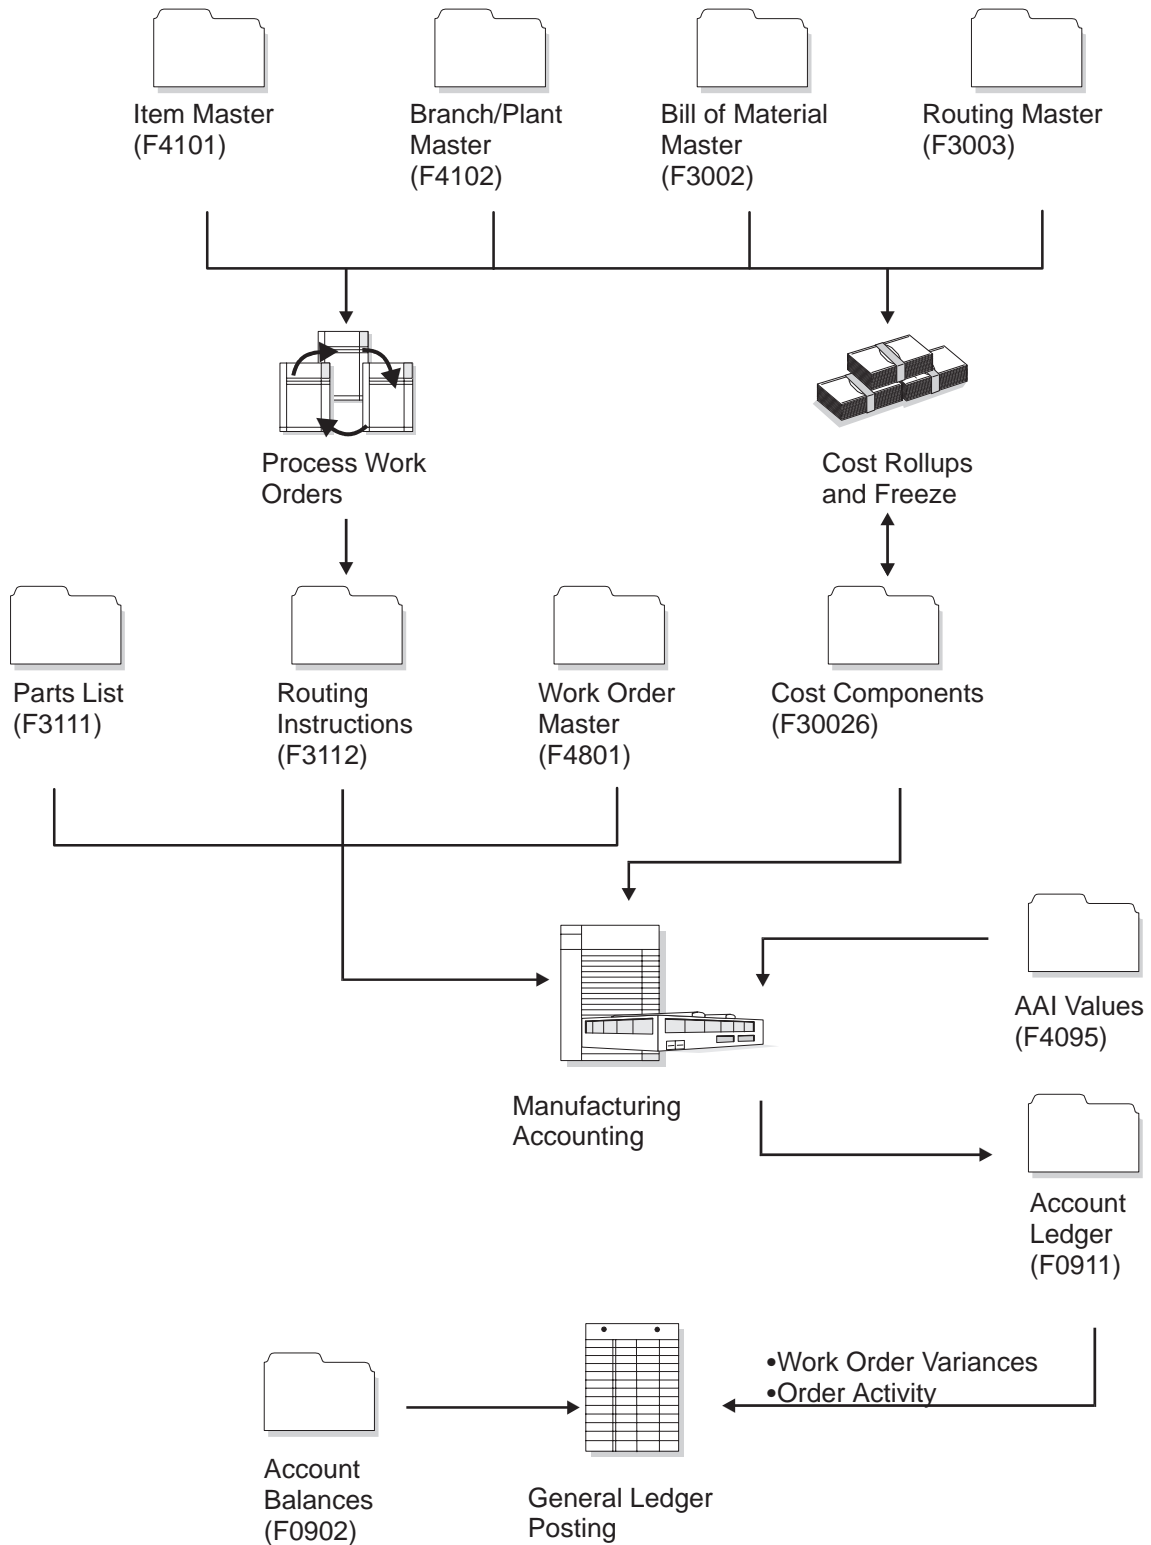 Item Master
(F4101)
Branch/Plant
Master
(F4102)
Bill of Material
Master
(F3002)
Routing Master
(F3003)
Process Work
Orders
Cost Rollups
and Freeze
Parts List
(F3111)
Routing
Instructions
(F3112)
Work Order
Master
(F4801)
Cost Components
(F30026)
AAI Values
(F4095)
Manufacturing
Accounting
Account
Ledger
(F0911)
•Work Order Variances
•Order Activity
Account
Balances
(F0902)
General Ledger
Posting